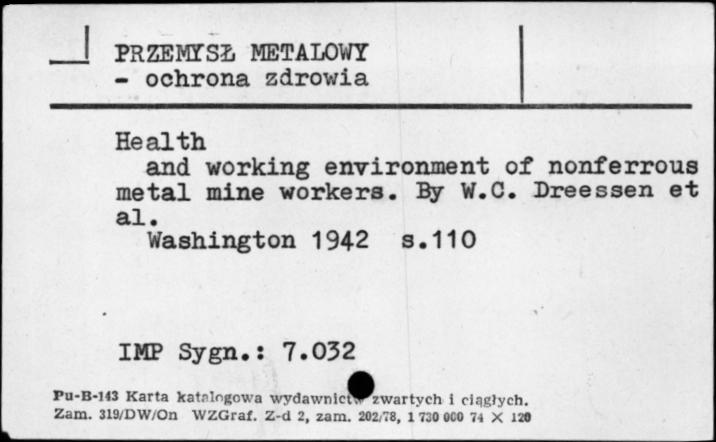 PRZEMYSŁ METALOWY
- ochrona zdrowia
Health
and working environment of nonferrous
metal mine workers. By W.C. Dreessen et
al.
Washington 1942 s.110
IMP Sygn.: 7.032
Pu-B-143 Karta katalogowa wydawnictw zwartych i ciągłych.
Zam. 319/DW/On WZGraf. Z-d 2, zam. 202/78, 1 730 000 74 X 120